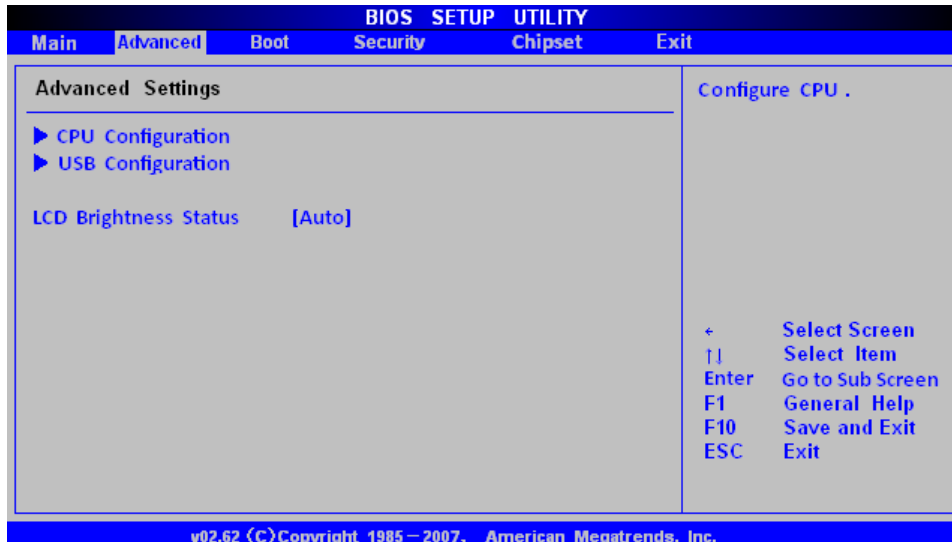 BIOS SETUP UTILITY
Main Advanced Boot Security Chipset Exit
Advanced Settings
▶ CPU Configuration
▶ USB Configuration
LCD Brightness Status [Auto]
Configure CPU .
← Select Screen
↑↓ Select Item
Enter Go to Sub Screen
F1 General Help
F10 Save and Exit
ESC Exit
v02.62 (C)Copyright 1985-2007, American Megatrends, Inc.